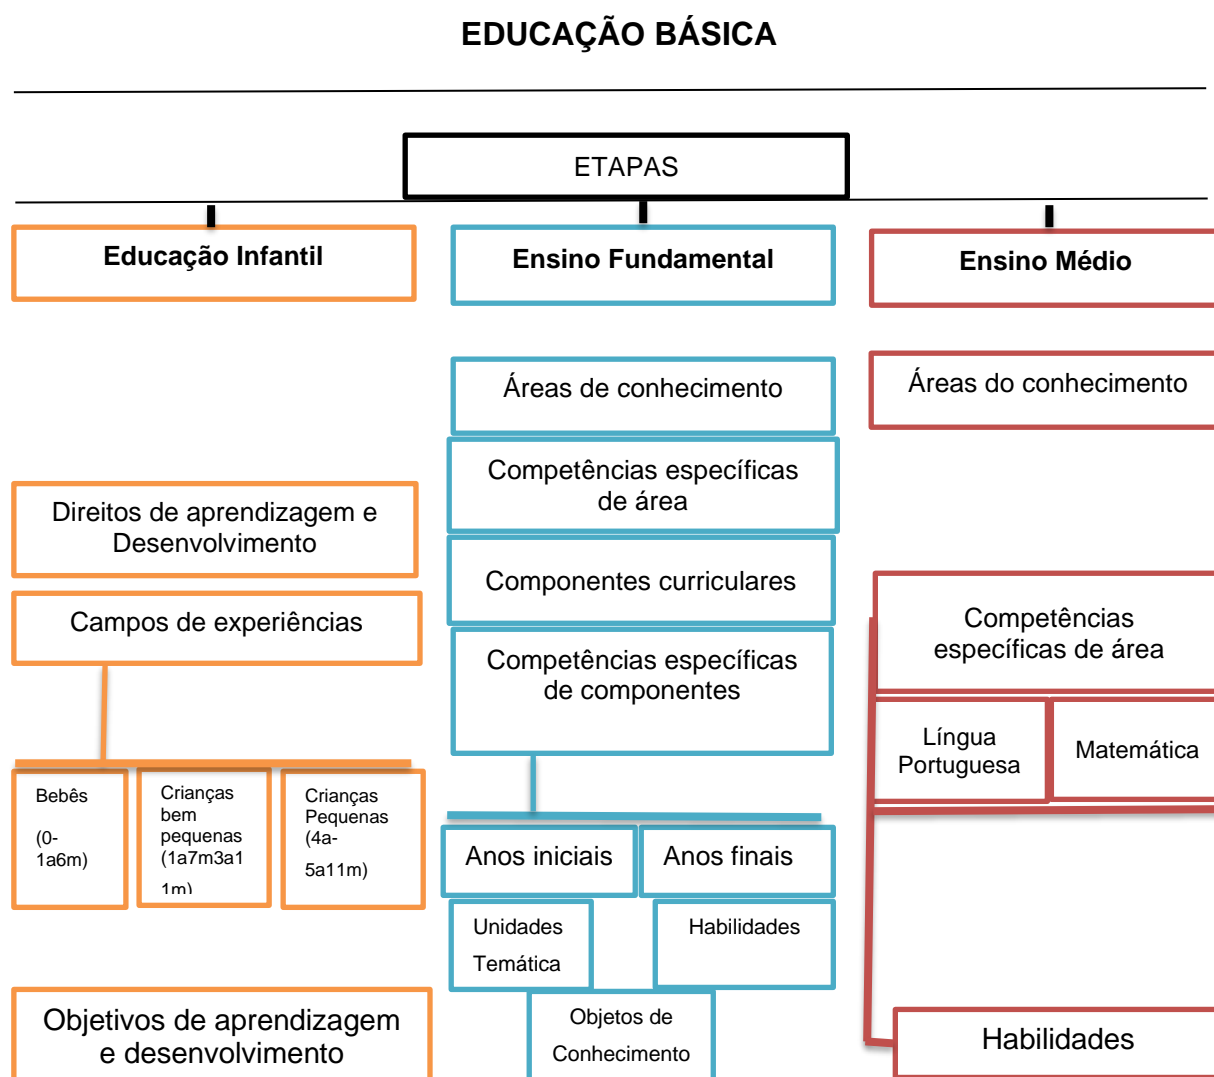 EDUCAÇÃO BÁSICA
ETAPAS
Educação Infantil
Ensino Fundamental
Ensino Médio
Áreas de conhecimento
Áreas do conhecimento
Competências específicas
de área
Direitos de aprendizagem e
Desenvolvimento
Componentes curriculares
Campos de experiências
Competências
específicas de área
Competências específicas
de componentes
Língua
Portuguesa
Matemática
Bebês
(0-
1a6m)
Crianças
bem
pequenas
(1a7m3a1
1m)
Crianças
Pequenas
(4a-
5a11m)
Anos iniciais
Anos finais
Unidades
Temática
Habilidades
Objetivos de aprendizagem
e desenvolvimento
Objetos de
Conhecimento
Habilidades